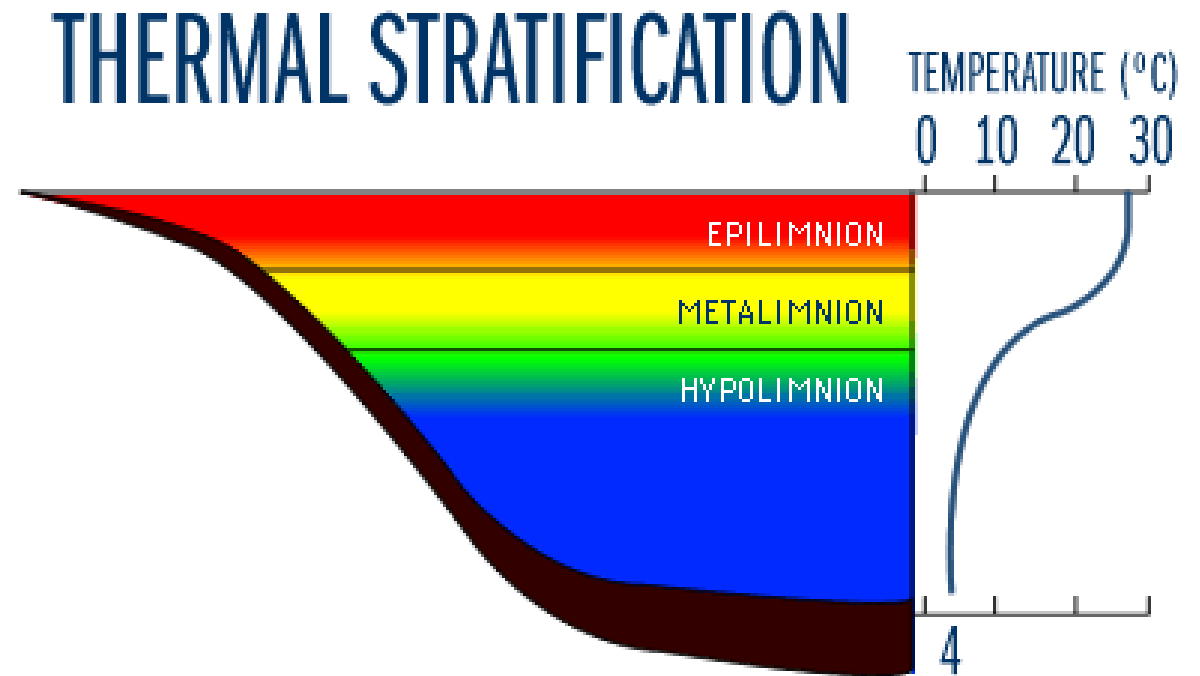 THERMAL STRATIFICATION
TEMPERATURE (°C)
0 10 20 30
EPILIMNION
METALIMNION
HYPOLIMNION
4